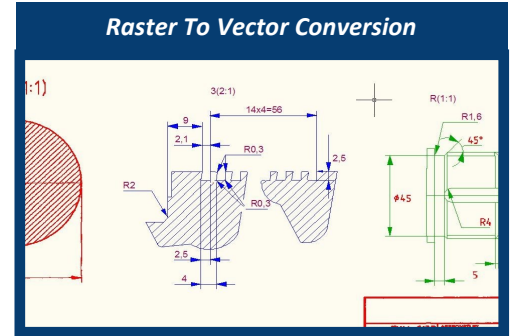 Raster To Vector Conversion
1:1)
3(2:1)
14x4=56
R(1:1)
9
R1,6
2,1
R0,3
45°
2,5
R2
R0,3
ø45
R4
2,5
5
4